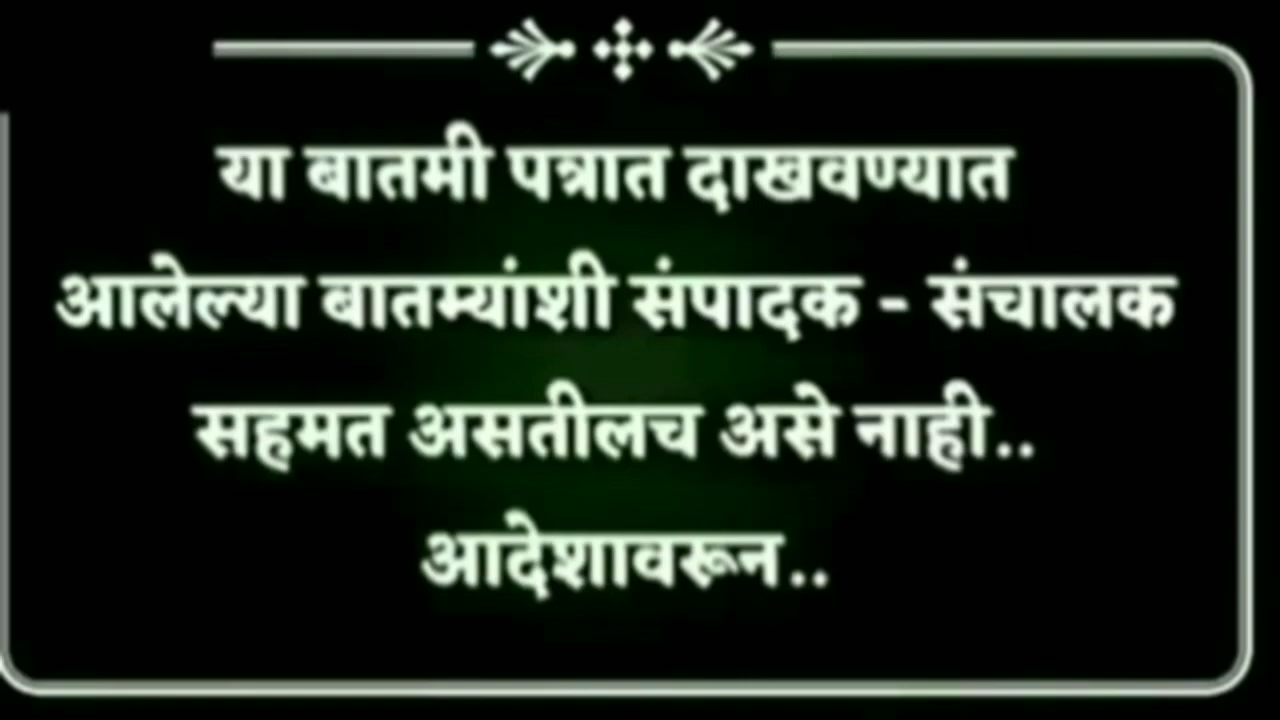 या बातमी पत्रात दाखवण्यात
आलेल्या बातम्यांशी संपादक - संचालक
सहमत असतीलच असे नाही..
आदेशावरून..